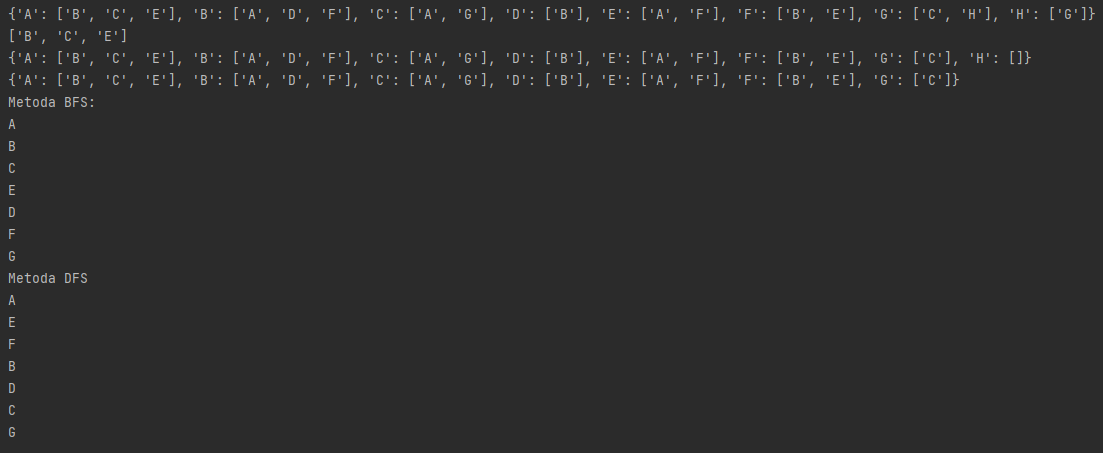 {'A': ['B', 'C', 'E'], 'B': ['A', 'D', 'F'], 'C': ['A', 'G'], 'D': ['B'], 'E': ['A', 'F'], 'F': ['B', 'E'], 'G': ['C', 'H'], 'H': ['G']}
['B', 'C', 'E']
{'A': ['B', 'C', 'E'], 'B': ['A', 'D', 'F'], 'C': ['A', 'G'], 'D': ['B'], 'E': ['A', 'F'], 'F': ['B', 'E'], 'G': ['C'], 'H': []}
{'A': ['B', 'C', 'E'], 'B': ['A', 'D', 'F'], 'C': ['A', 'G'], 'D': ['B'], 'E': ['A', 'F'], 'F': ['B', 'E'], 'G': ['C']}
Metoda BFS:
A
B
C
E
D
F
G
Metoda DFS
A
E
F
B
D
C
G